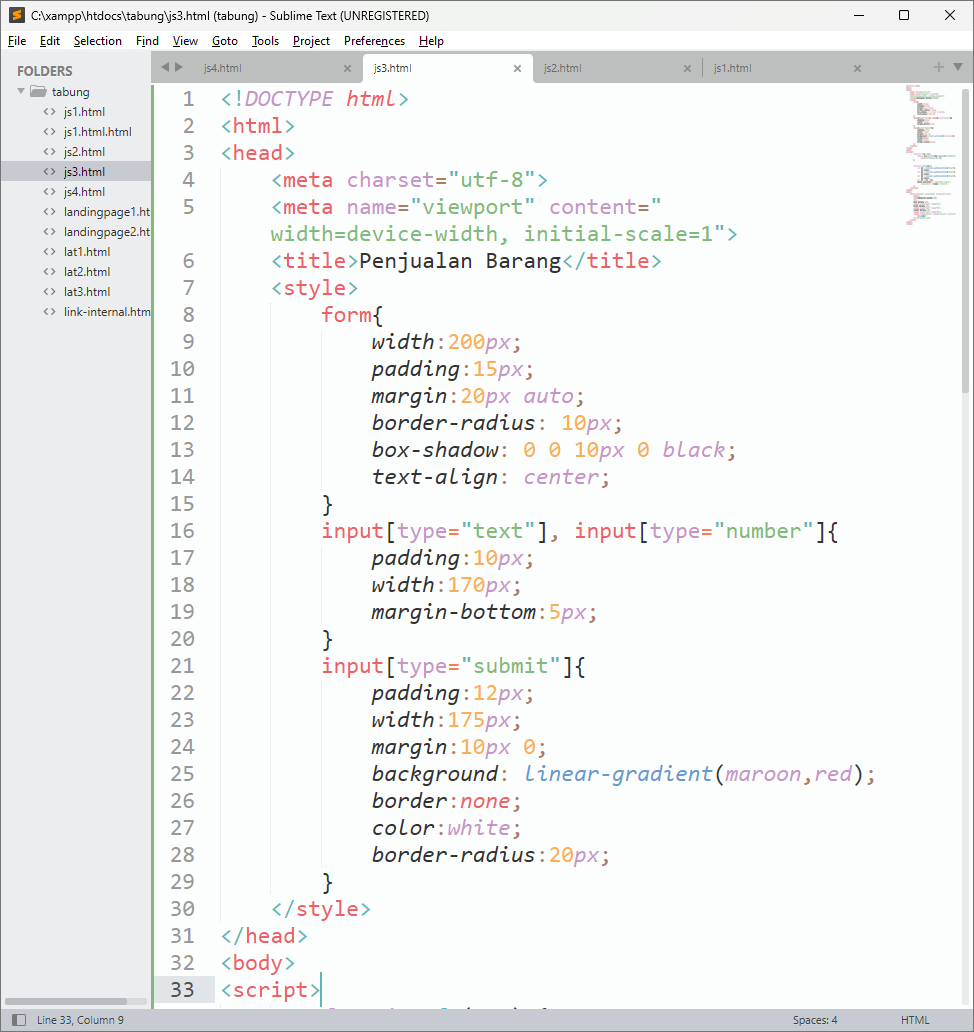 C:\xampp\htdocs\tabung\js3.html (tabung) - Sublime Text (UNREGISTERED)
File Edit Selection Find View Goto Tools Project Preferences Help
FOLDERS
tabung
js1.html
js1.html.html
js2.html
js3.html
js4.html
landingpage1.ht
landingpage2.ht
lat1.html
lat2.html
lat3.html
link-internal.htm
js4.html js3.html js2.html js1.html
1 <!DOCTYPE html>
2 <html>
3 <head>
4     <meta charset="utf-8">
5     <meta name="viewport" content="
    width=device-width, initial-scale=1">
6     <title>Penjualan Barang</title>
7     <style>
8         form{
9             width:200px;
10             padding:15px;
11             margin:20px auto;
12             border-radius: 10px;
13             box-shadow: 0 0 10px 0 black;
14             text-align: center;
15         }
16         input[type="text"], input[type="number"]{
17             padding:10px;
18             width:170px;
19             margin-bottom:5px;
20         }
21         input[type="submit"]{
22             padding:12px;
23             width:175px;
24             margin:10px 0;
25             background: linear-gradient(maroon,red);
26             border:none;
27             color:white;
28             border-radius:20px;
29         }
30     </style>
31 </head>
32 <body>
33 <script>
Line 33, Column 9 Spaces: 4 HTML